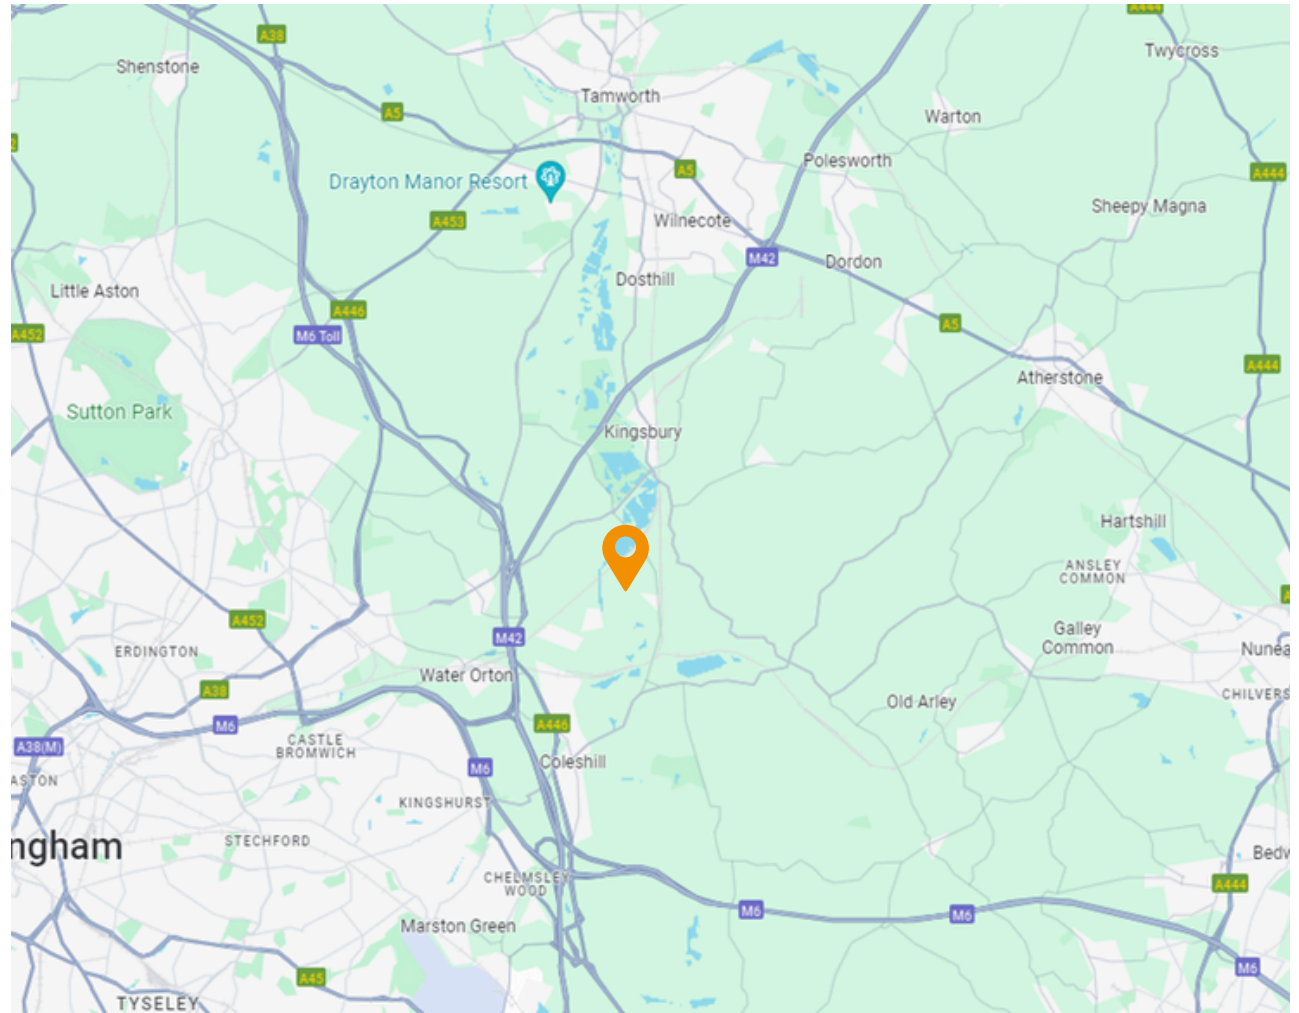 A444
A38
Twycross
Shenstone
Tamworth
A5
Warton
Polesworth
A5
A444
Drayton Manor Resort
Sheepy Magna
A453
Wilnecote
M42
Dordon
Dosthill
Little Aston
A446
A5
A452
M6 Toll
A444
Atherstone
Sutton Park
Kingsbury
Hartshill
ANSLEY
COMMON
A452
Galley
Common
M42
ERDINGTON
Nunea
Water Orton
A38
CHILVERS
Old Arley
M6
A446
CASTLE
BROMWICH
A38(M)
Coleshill
M6
ASTON
KINGSHURST
STECHFORD
ngham
Bedw
CHELMSLEY
WOOD
A444
M6
M6
Marston Green
M6
A45
TYSELEY